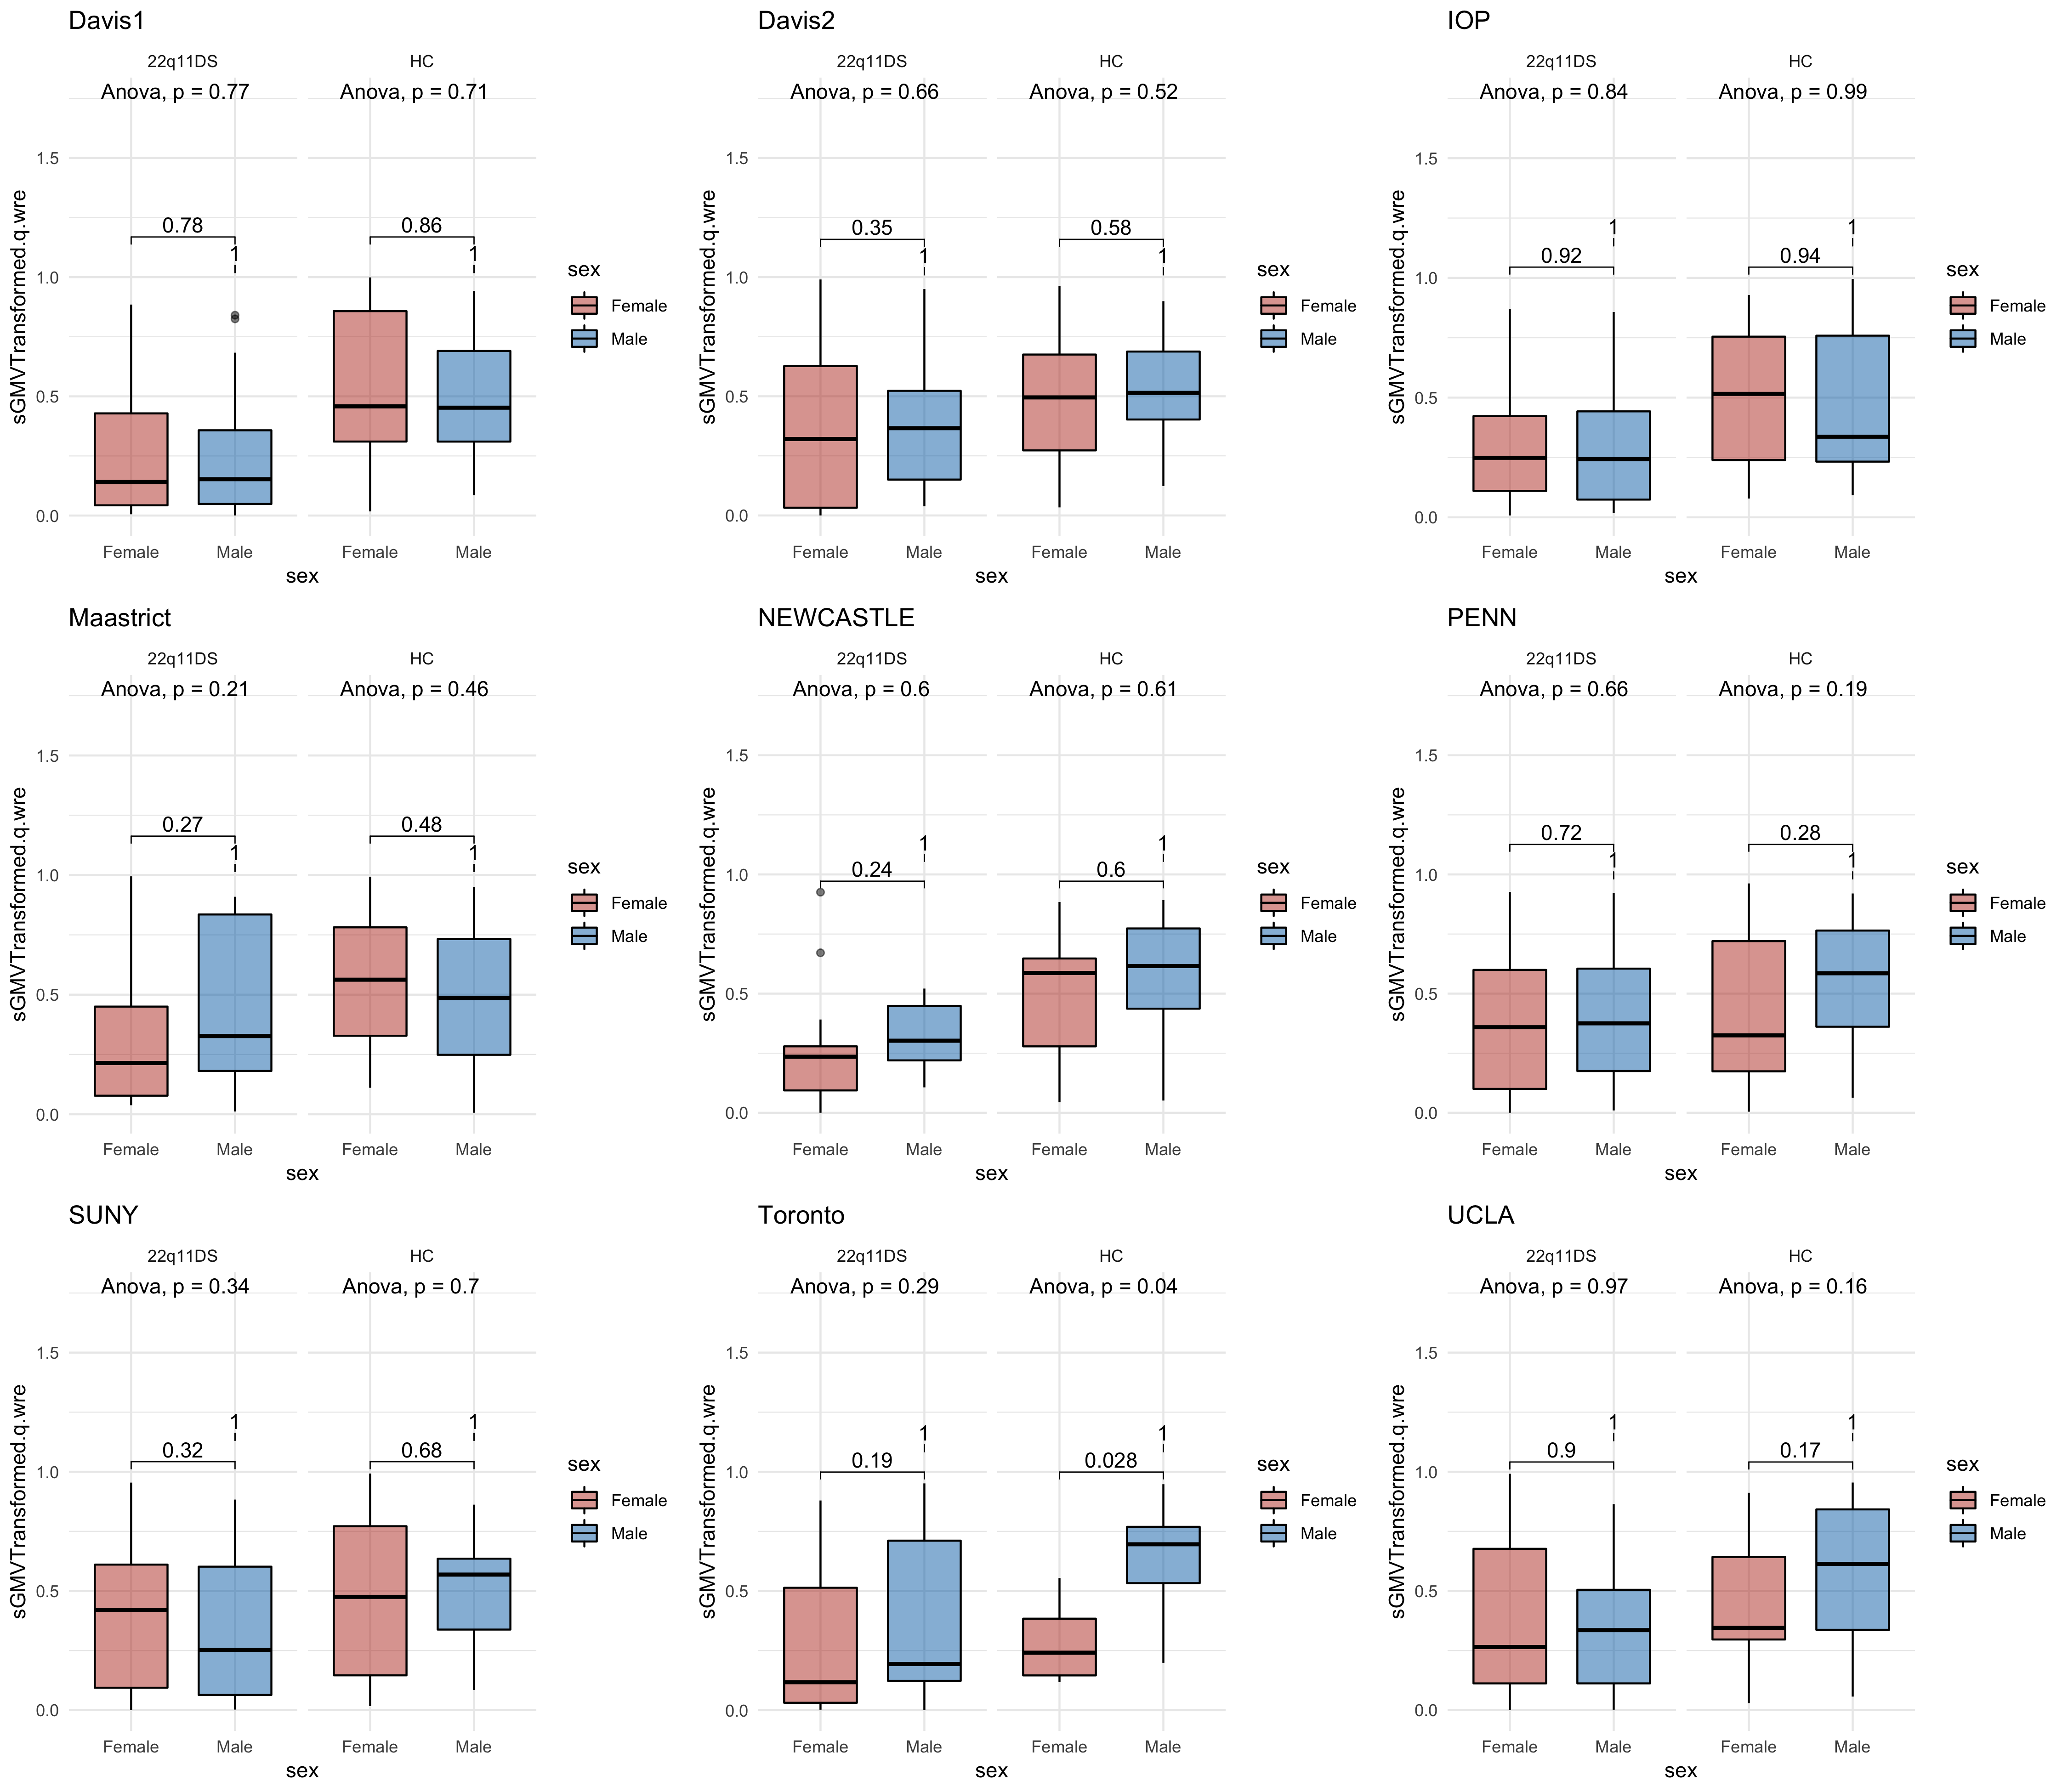 Davis1
22q11DS HC
Anova, p = 0.77 Anova, p = 0.71
1.5
0.78 0.86
1 1
1.0
0.5
0.0
sGMVTransformed.q.wre
Female Male Female Male
sex
sex
Female
Male
Davis2
22q11DS HC
Anova, p = 0.66 Anova, p = 0.52
1.5
0.35 0.58
1 1
1.0
0.5
0.0
sGMVTransformed.q.wre
Female Male Female Male
sex
sex
Female
Male
IOP
22q11DS HC
Anova, p = 0.84 Anova, p = 0.99
1.5
1 1
0.92 0.94
1.0
0.5
0.0
sGMVTransformed.q.wre
Female Male Female Male
sex
sex
Female
Male
Maastrict
22q11DS HC
Anova, p = 0.21 Anova, p = 0.46
1.5
0.27 0.48
1 1
1.0
0.5
0.0
sGMVTransformed.q.wre
Female Male Female Male
sex
sex
Female
Male
NEWCASTLE
22q11DS HC
Anova, p = 0.6 Anova, p = 0.61
1.5
1 1
0.24 0.6
1.0
0.5
0.0
sGMVTransformed.q.wre
Female Male Female Male
sex
sex
Female
Male
PENN
22q11DS HC
Anova, p = 0.66 Anova, p = 0.19
1.5
0.72 0.28
1 1
1.0
0.5
0.0
sGMVTransformed.q.wre
Female Male Female Male
sex
sex
Female
Male
SUNY
22q11DS HC
Anova, p = 0.34 Anova, p = 0.7
1.5
1 1
0.32 0.68
1.0
0.5
0.0
sGMVTransformed.q.wre
Female Male Female Male
sex
sex
Female
Male
Toronto
22q11DS HC
Anova, p = 0.29 Anova, p = 0.04
1.5
1 1
0.19 0.028
1.0
0.5
0.0
sGMVTransformed.q.wre
Female Male Female Male
sex
sex
Female
Male
UCLA
22q11DS HC
Anova, p = 0.97 Anova, p = 0.16
1.5
1 1
0.9 0.17
1.0
0.5
0.0
sGMVTransformed.q.wre
Female Male Female Male
sex
sex
Female
Male